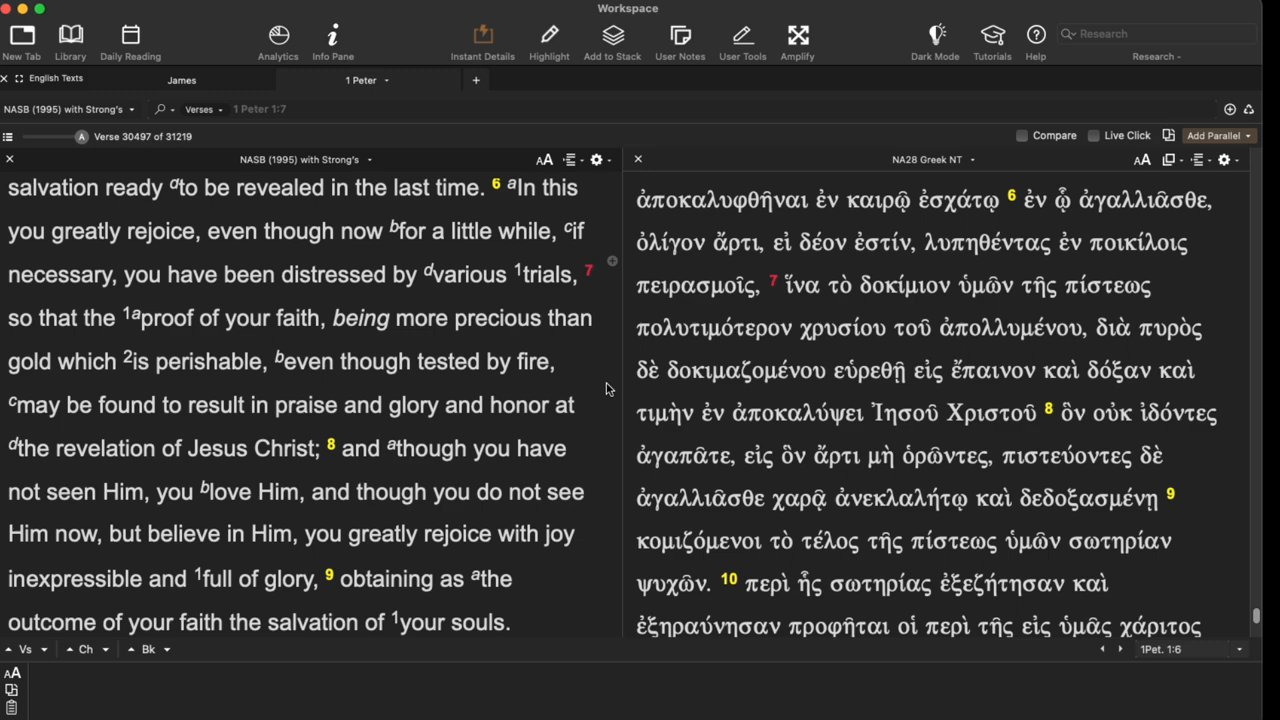 Workspace
New Tab Library Daily Reading Analytics Info Pane Instant Details Highlight Add to Stack User Notes User Tools Amplify Dark Mode Tutorials Help Research
Research
English Texts James 1 Peter +
NASB (1995) with Strong's Verses 1 Peter 1:7
A Verse 30497 of 31219 Compare Live Click Add Parallel
NASB (1995) with Strong's AA
salvation ready dto be revealed in the last time. 6 aIn this
you greatly rejoice, even though now bfor a little while, cif
necessary, you have been distressed by dvarious 1trials, 7
so that the 1aproof of your faith, being more precious than
gold which 2is perishable, beven though tested by fire,
cmay be found to result in praise and glory and honor at
dthe revelation of Jesus Christ; 8 and athough you have
not seen Him, you blove Him, and though you do not see
Him now, but believe in Him, you greatly rejoice with joy
inexpressible and 1full of glory, 9 obtaining as athe
outcome of your faith the salvation of 1your souls.
NA28 Greek NT AA
ἀποκαλυφθῆναι ἐν καιρῷ ἐσχάτῳ 6 ἐν ᾧ ἀγαλλιᾶσθε,
ὀλίγον ἄρτι, εἰ δέον ἐστίν, λυπηθέντας ἐν ποικίλοις
πειρασμοῖς, 7 ἵνα τὸ δοκίμιον ὑμῶν τῆς πίστεως
πολυτιμότερον χρυσίου τοῦ ἀπολλυμένου, διὰ πυρὸς
δὲ δοκιμαζομένου εὑρεθῇ εἰς ἔπαινον καὶ δόξαν καὶ
τιμὴν ἐν ἀποκαλύψει Ἰησοῦ Χριστοῦ 8 ὃν οὐκ ἰδόντες
ἀγαπᾶτε, εἰς ὃν ἄρτι μὴ ὁρῶντες, πιστεύοντες δὲ
ἀγαλλιᾶσθε χαρᾷ ἀνεκλαλήτῳ καὶ δεδοξασμένῃ 9
κομιζόμενοι τὸ τέλος τῆς πίστεως ὑμῶν σωτηρίαν
ψυχῶν. 10 περὶ ἧς σωτηρίας ἐξεζήτησαν καὶ
ἐξηραύνησαν προφῆται οἱ περὶ τῆς εἰς ὑμᾶς χάριτος
Vs Ch Bk 1Pet. 1:6
AA